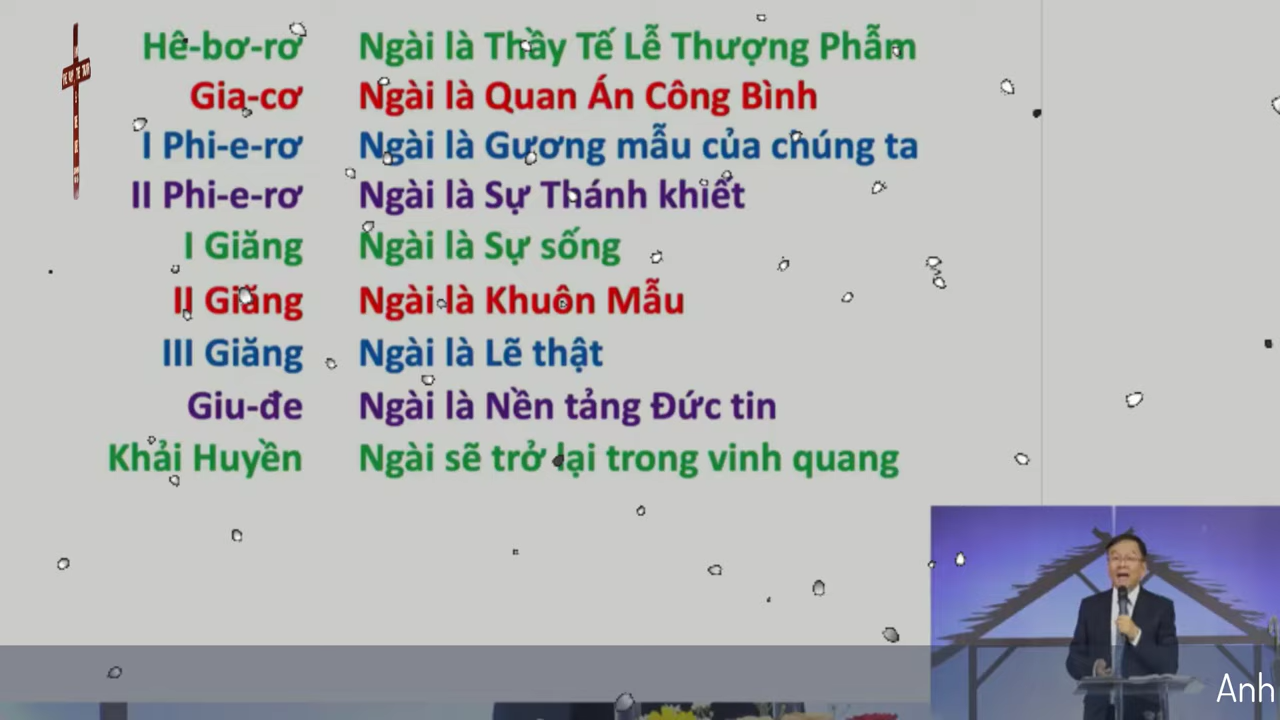 Hê-bơ-rơ Ngài là Thầy Tế Lễ Thượng Phẩm
Gia-cơ Ngài là Quan Án Công Bình
I Phi-e-rơ Ngài là Gương mẫu của chúng ta
II Phi-e-rơ Ngài là Sự Thánh khiết
I Giăng Ngài là Sự sống
II Giăng Ngài là Khuôn Mẫu
III Giăng Ngài là Lẽ thật
Giu-đe Ngài là Nền tảng Đức tin
Khải Huyền Ngài sẽ trở lại trong vinh quang
Anh